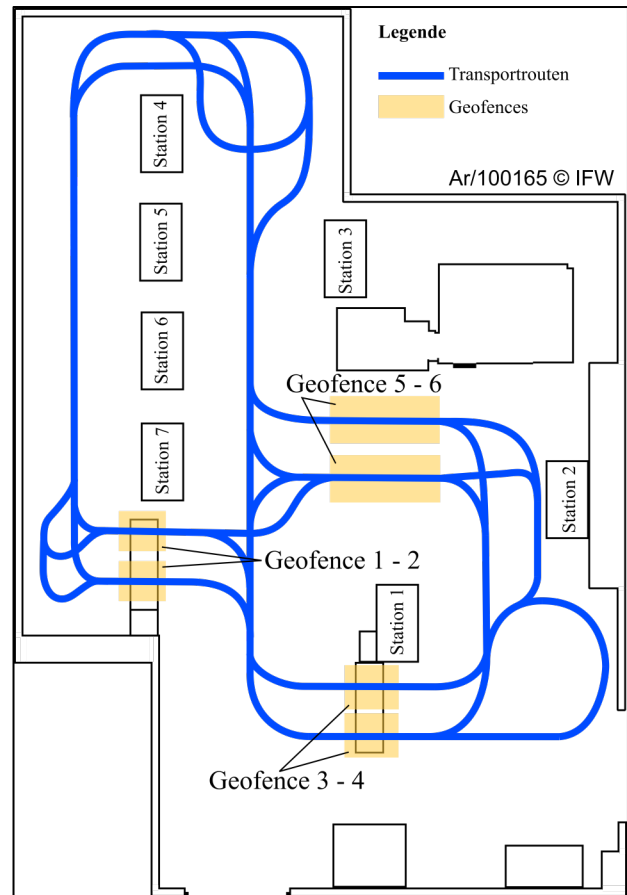 Legende
Transportrouten
Geofences
Ar/100165 © IFW
Station 4
Station 5
Station 3
Station 6
Geofence 5 - 6
Station 7
Station 2
Geofence 1 - 2
Station 1
Geofence 3 - 4